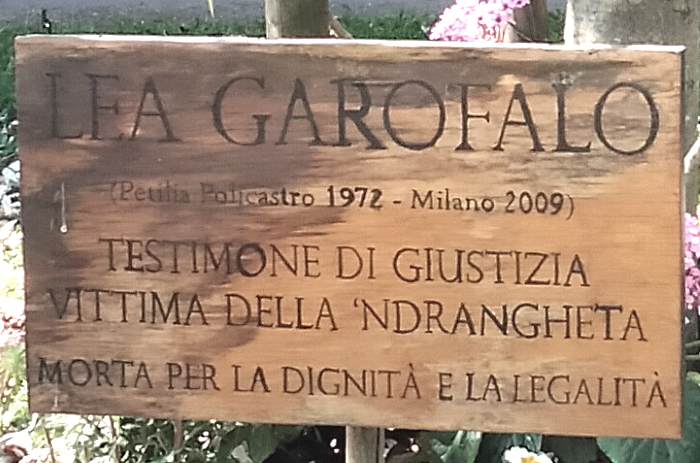 LEA GAROFALO
(Petilia Policastro 1972 - Milano 2009)
TESTIMONE DI GIUSTIZIA
VITTIMA DELLA 'NDRANGHETA
MORTA PER LA DIGNITÀ E LA LEGALITÀ